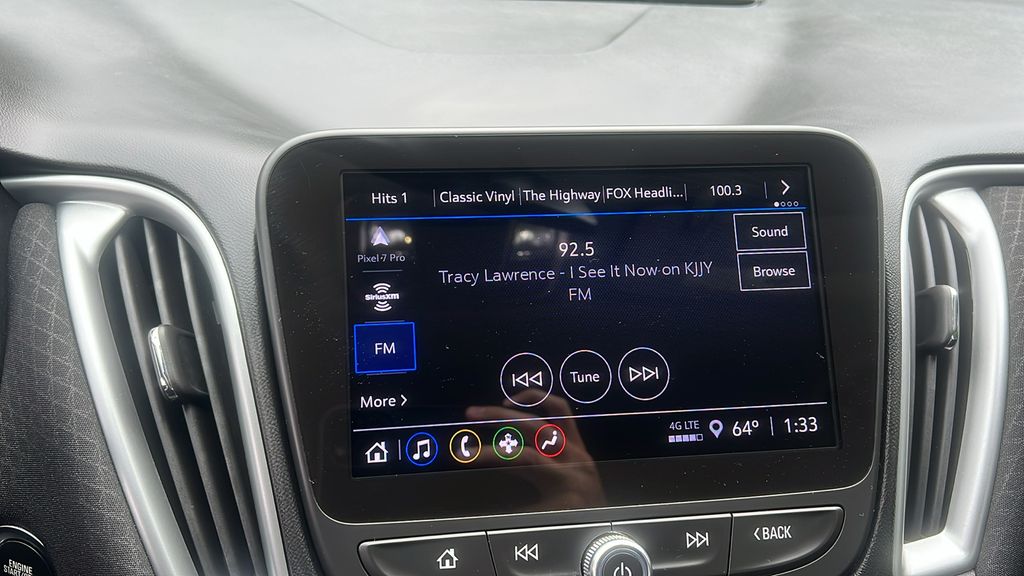 Hits 1 Classic Vinyl The Highway FOX Headli... 100.3
Pixel 7 Pro
92.5
Sound
Tracy Lawrence - I See It Now on KJJY
FM
Browse
SiriusXM
FM
Tune
More
4G LTE 64° 1:33
BACK
ENGINE
START/